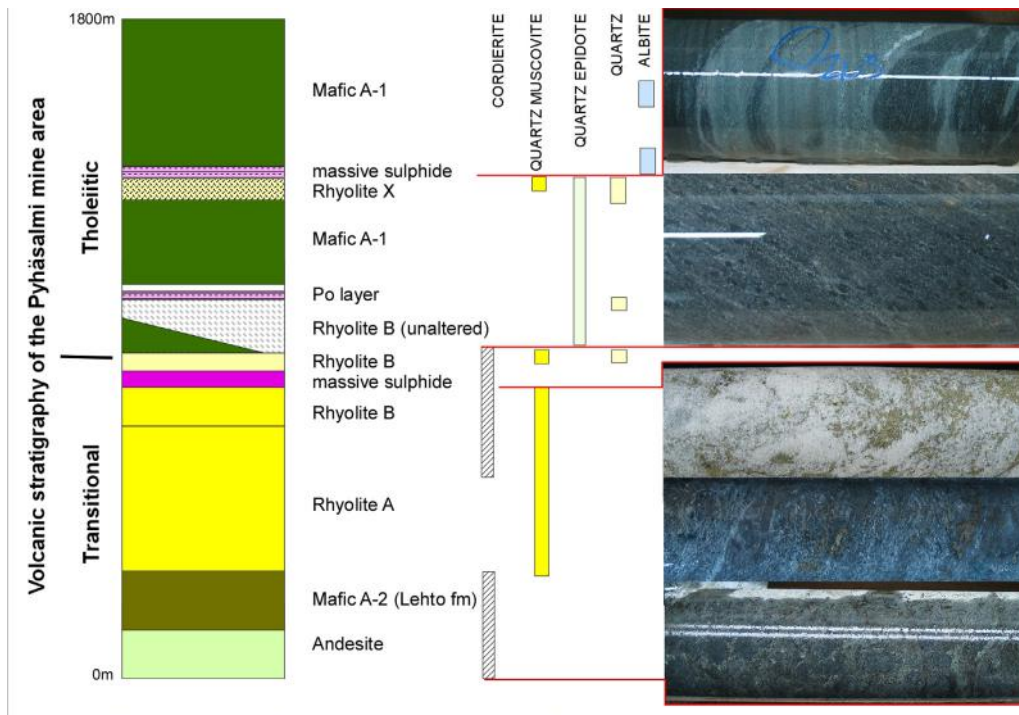 1800m
Volcanic stratigraphy of the Pyhäsalmi mine area
Tholeiitic
Transitional
Mafic A-1
massive sulphide
Rhyolite X
Mafic A-1
Po layer
Rhyolite B (unaltered)
Rhyolite B
massive sulphide
Rhyolite B
Rhyolite A
Mafic A-2 (Lehto fm)
Andesite
0m
CORDIERITE
QUARTZ MUSCOVITE
QUARTZ EPIDOTE
QUARTZ
ALBITE